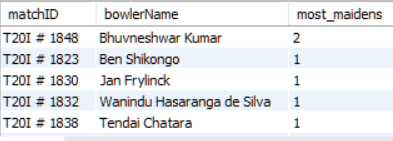 matchID bowlerName most_maidens
T20I # 1848 Bhuvneshwar Kumar 2
T20I # 1823 Ben Shikongo 1
T20I # 1830 Jan Frylinck 1
T20I # 1832 Wanindu Hasaranga de Silva 1
T20I # 1838 Tendai Chatara 1